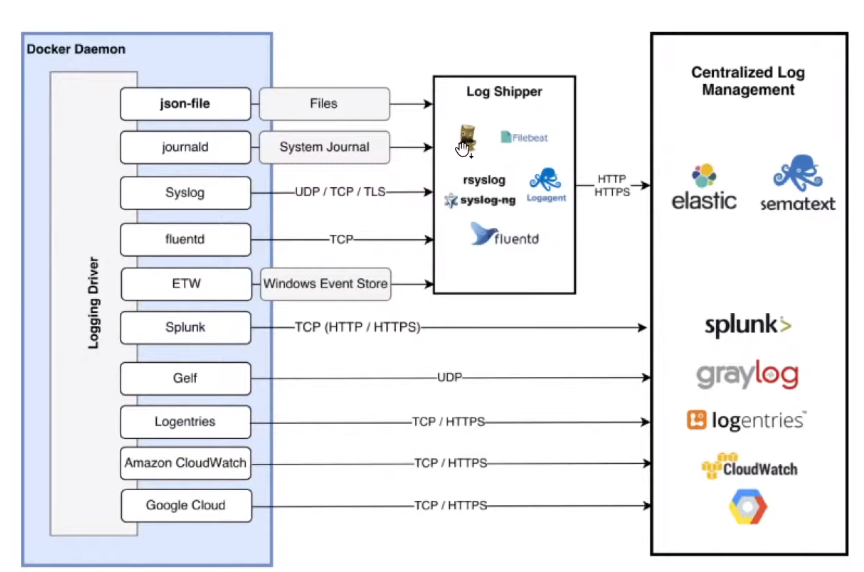 Docker Daemon
Logging Driver
json-file
Files
journald
System Journal
Syslog
UDP / TCP / TLS
fluentd
TCP
ETW
Windows Event Store
Splunk
TCP (HTTP / HTTPS)
Gelf
UDP
Logentries
TCP / HTTPS
Amazon CloudWatch
TCP / HTTPS
Google Cloud
TCP / HTTPS
Log Shipper
Filebeat
rsyslog
syslog-ng
Logagent
fluentd
HTTP
HTTPS
Centralized Log
Management
elastic
sematext
splunk>
graylog
logentries™
CloudWatch